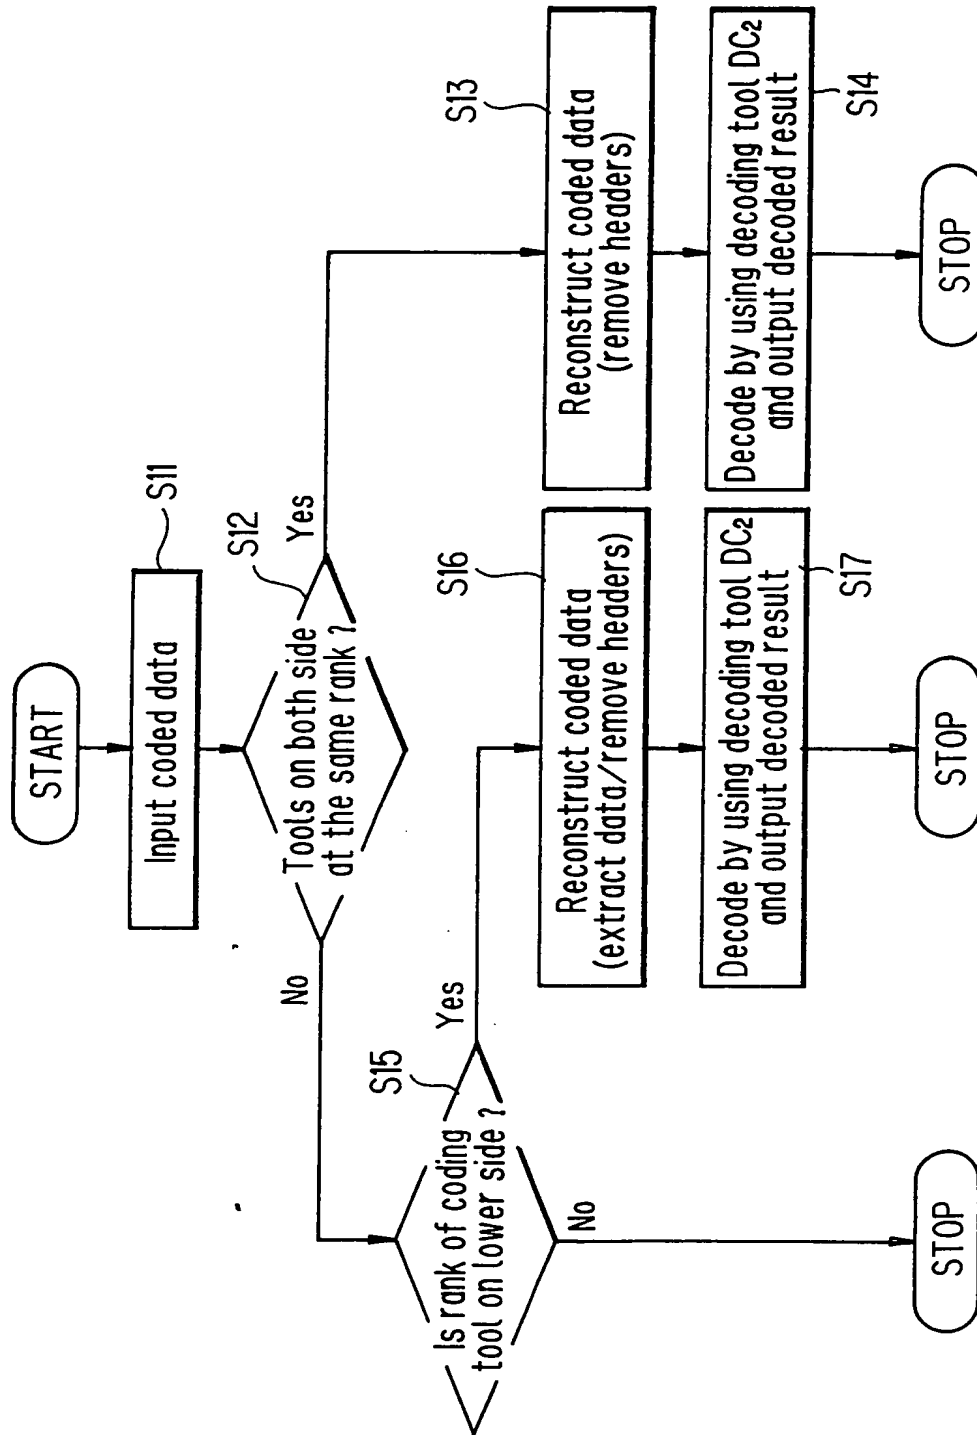 START
Input coded data
S11
Tools on both side
at the same rank ?
S12
Yes
No
Reconstruct coded data
(remove headers)
S13
Decode by using decoding tool DC2
and output decoded result
S14
STOP
Is rank of coding
tool on lower side ?
S15
Yes
No
Reconstruct coded data
(extract data/remove headers)
S16
Decode by using decoding tool DC2
and output decoded result
S17
STOP
STOP